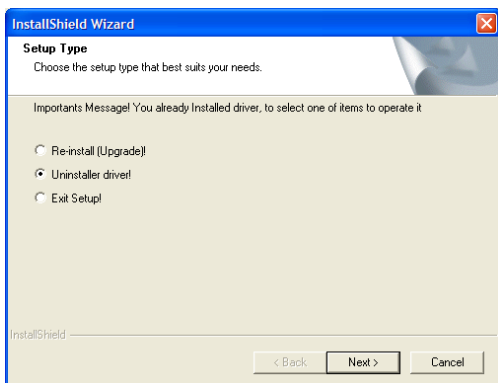 InstallShield Wizard
Setup Type
Choose the setup type that best suits your needs.
Importants Message! You already Installed driver, to select one of items to operate it
Re-install (Upgrade)!
Uninstaller driver!
Exit Setup!
InstallShield
< Back
Next >
Cancel